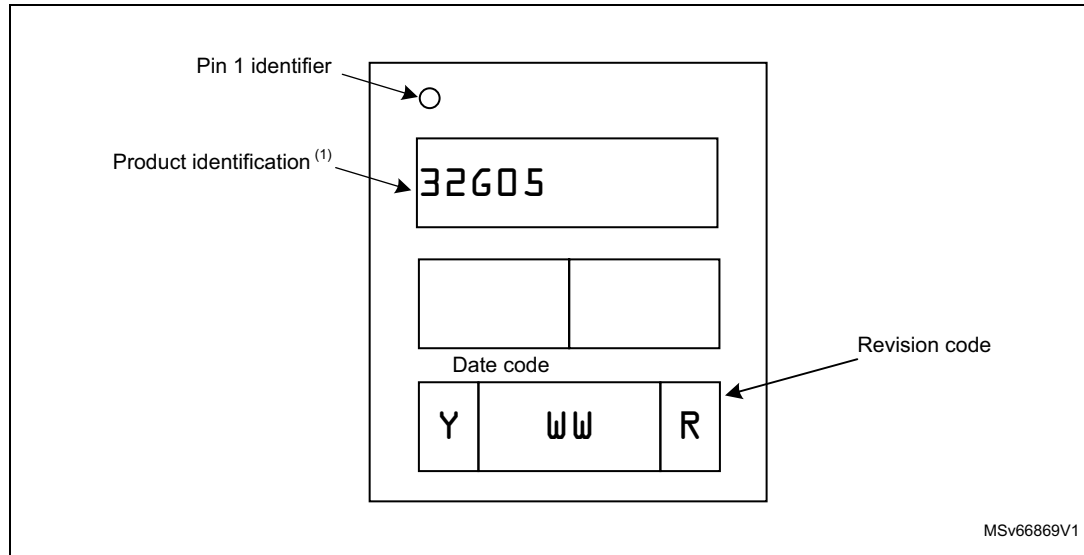 Pin 1 identifier
Product identification (1)
32G05
Revision code
Date code
Y WW R
MSv66869V1